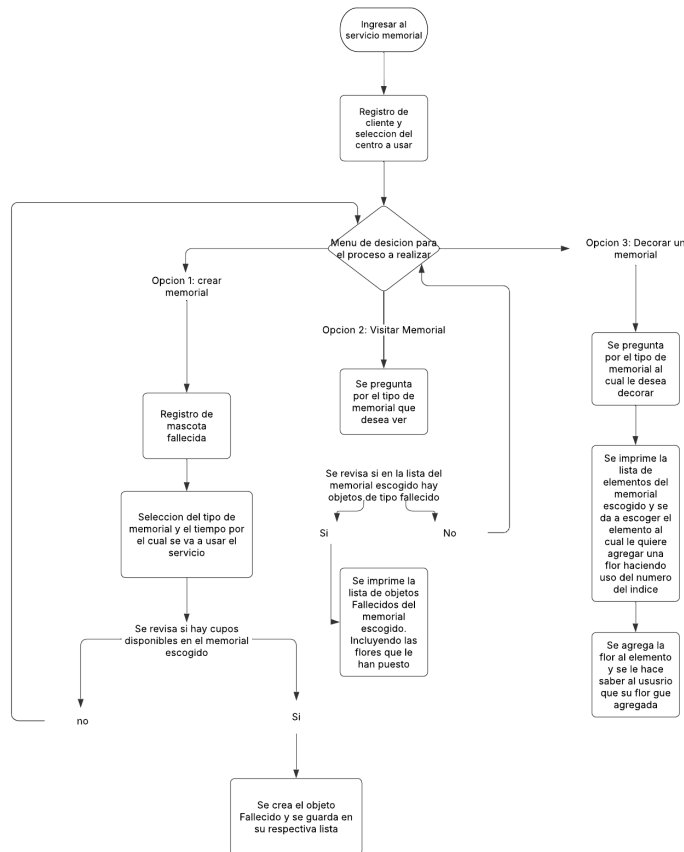 Ingresar al
servicio memorial
Registro de
cliente y
seleccion del
centro a usar
Menu de desicion para
el proceso a realizar
Opcion 1: crear
memorial
Opcion 2: Visitar Memorial
Opcion 3: Decorar un
memorial
Registro de
mascota
fallecida
Seleccion del tipo de
memorial y el tiempo por
el cual se va a usar el
servicio
Se revisa si hay cupos
disponibles en el memorial
escogido
no
Si
Se crea el objeto
Fallecido y se guarda en
su respectiva lista
Se pregunta
por el tipo de
memorial que
desea ver
Se revisa si en la lista del
memorial escogido hay
objetos de tipo fallecido
Si
No
Se imprime la
lista de objetos
Fallecidos del
memorial
escogido.
Incluyendo las
flores que le
han puesto
Se pregunta
por el tipo de
memorial al
cual le desea
decorar
Se imprime la
lista de
elementos del
memorial
escogido y se
da a escoger el
elemento al
cual le quiere
agregar una
flor haciendo
uso del numero
del indice
Se agrega la
flor al elemento
y se le hace
saber al ususrio
que su flor gue
agregada